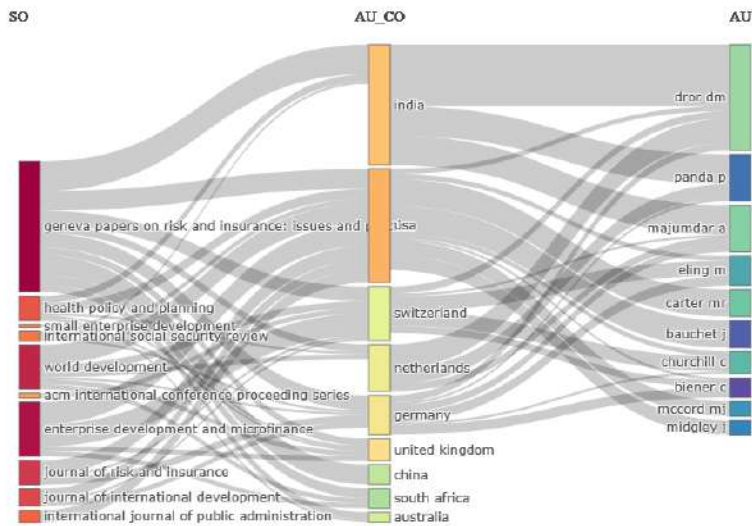 SO
AU_CO
AU
india
dror dm
panda p
geneva papers on risk and insurance: issues and
usa
majumdar a
eling m
health policy and planning
switzerland
carter mr
small enterprise development
international social security review
bauchet j
world development
netherlands
churchill c
biener c
acm international conference proceeding series
mccord mj
enterprise development and microfinance
germany
midgley j
united kingdom
journal of risk and insurance
china
journal of international development
south africa
international journal of public administration
australia